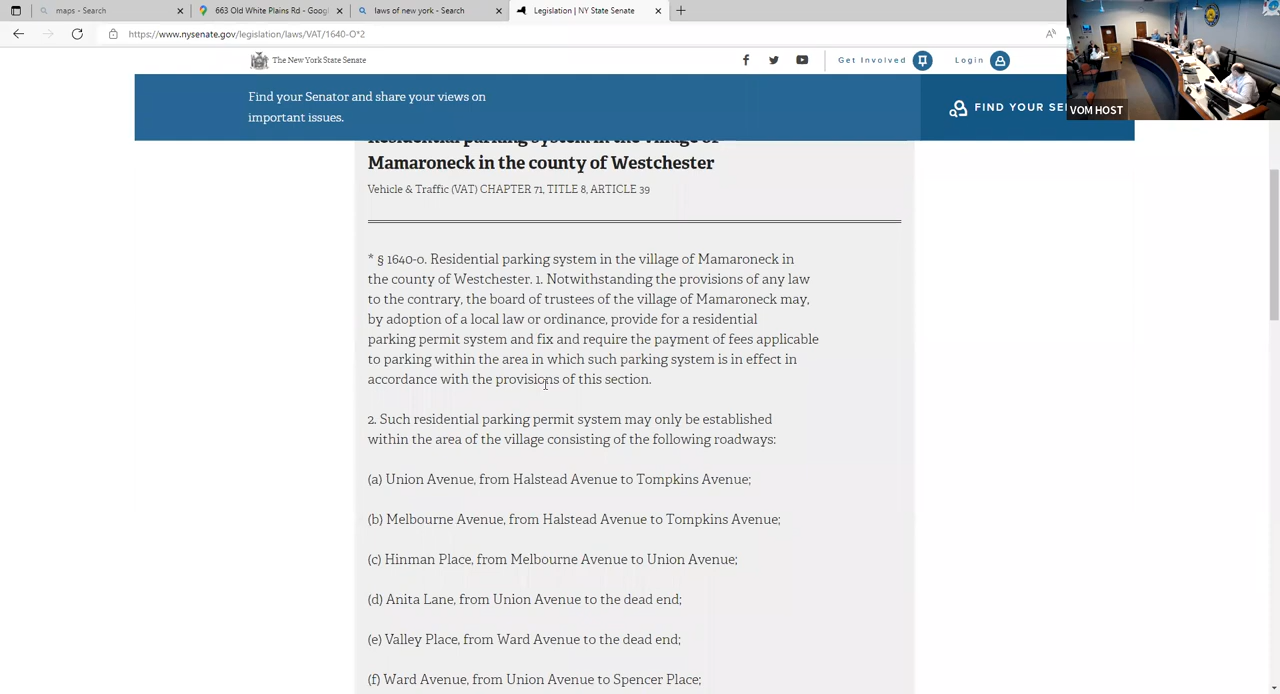 maps - Search
663 Old White Plains Rd - Googl
laws of new york - Search
Legislation | NY State Senate
https://www.nysenate.gov/legislation/laws/VAT/1640-O*2
The New York State Senate
Get Involved
Login
Find your Senator and share your views on
important issues.
FIND YOUR SE
VOM HOST
Residential parking system in the village of
Mamaroneck in the county of Westchester
Vehicle & Traffic (VAT) CHAPTER 71, TITLE 8, ARTICLE 39
* § 1640-o. Residential parking system in the village of Mamaroneck in
the county of Westchester. 1. Notwithstanding the provisions of any law
to the contrary, the board of trustees of the village of Mamaroneck may,
by adoption of a local law or ordinance, provide for a residential
parking permit system and fix and require the payment of fees applicable
to parking within the area in which such parking system is in effect in
accordance with the provisions of this section.
2. Such residential parking permit system may only be established
within the area of the village consisting of the following roadways:
(a) Union Avenue, from Halstead Avenue to Tompkins Avenue;
(b) Melbourne Avenue, from Halstead Avenue to Tompkins Avenue;
(c) Hinman Place, from Melbourne Avenue to Union Avenue;
(d) Anita Lane, from Union Avenue to the dead end;
(e) Valley Place, from Ward Avenue to the dead end;
(f) Ward Avenue, from Union Avenue to Spencer Place;